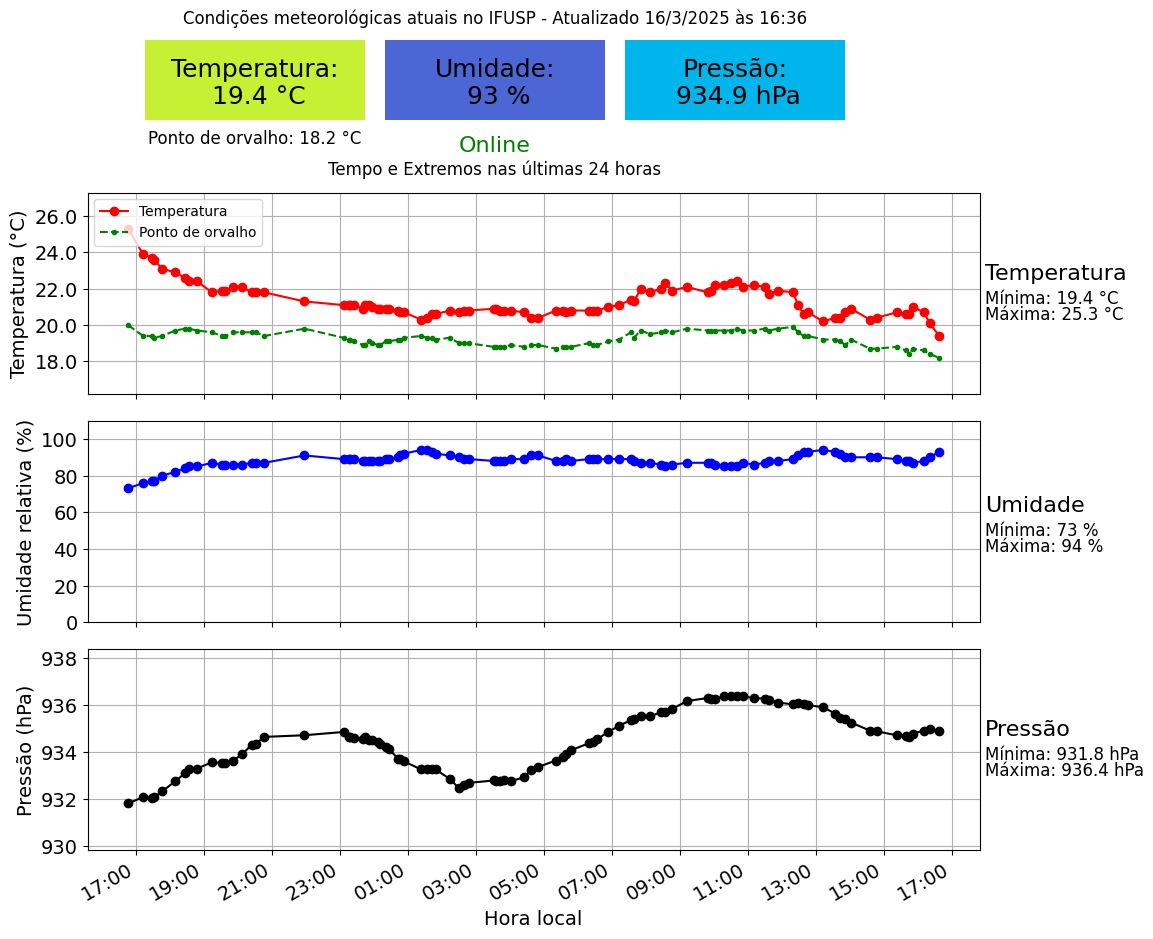 Condições meteorológicas atuais no IFUSP - Atualizado 16/3/2025 às 16:36
Temperatura:
19.4 °C
Umidade:
93 %
Pressão:
934.9 hPa
Ponto de orvalho: 18.2 °C
Online
Tempo e Extremos nas últimas 24 horas
Temperatura (°C)
26.0
24.0
22.0
20.0
18.0
Temperatura
Ponto de orvalho
Temperatura
Mínima: 19.4 °C
Máxima: 25.3 °C
Umidade relativa (%)
100
80
60
40
20
0
Umidade
Mínima: 73 %
Máxima: 94 %
Pressão (hPa)
938
936
934
932
930
Pressão
Mínima: 931.8 hPa
Máxima: 936.4 hPa
17:00
19:00
21:00
23:00
01:00
03:00
05:00
07:00
09:00
11:00
13:00
15:00
17:00
Hora local